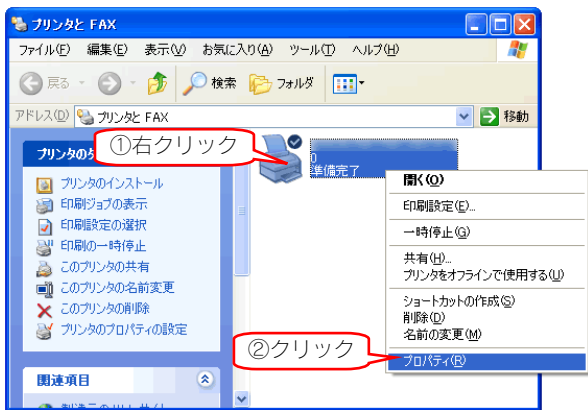 プリンタと FAX
ファイル(F) 編集(E) 表示(V) お気に入り(A) ツール(T) ヘルプ(H)
戻る 検索 フォルダ
アドレス(D) プリンタと FAX 移動
プリンタのタ
①右クリック
0
準備完了
プリンタのインストール
印刷ジョブの表示
印刷設定の選択
印刷の一時停止
このプリンタの共有
このプリンタの名前変更
このプリンタの削除
プリンタのプロパティの設定
関連項目
開く(O)
印刷設定(E)...
一時停止(G)
共有(H)...
プリンタをオフラインで使用する(U)
ショートカットの作成(S)
削除(D)
名前の変更(M)
②クリック
プロパティ(R)